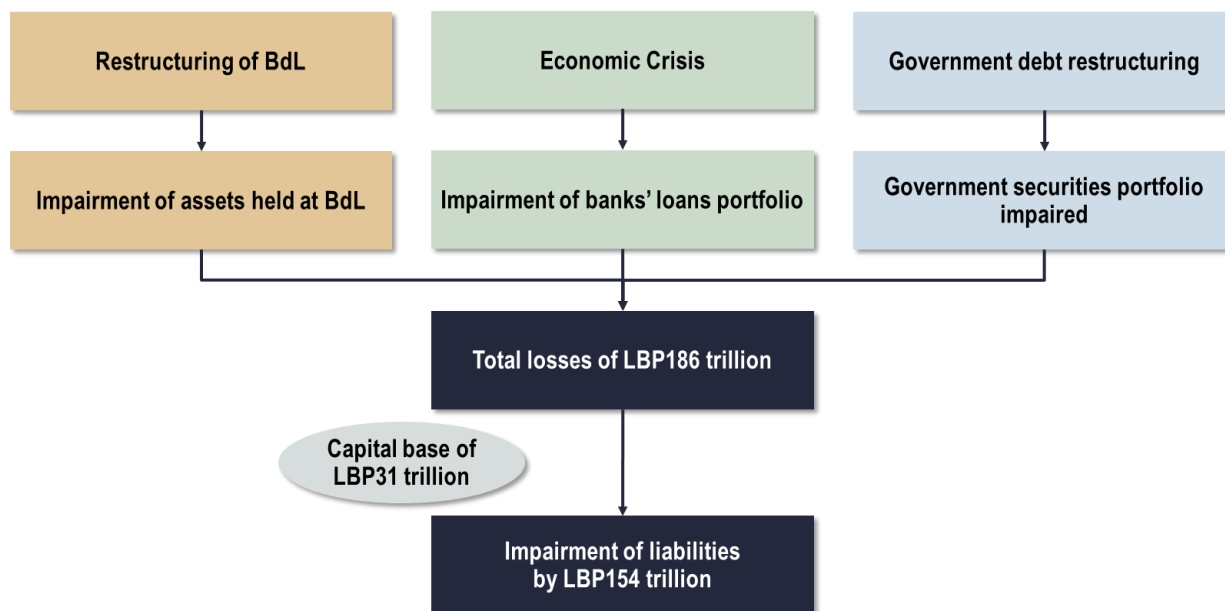 Restructuring of BdL
Economic Crisis
Government debt restructuring
Impairment of assets held at BdL
Impairment of banks' loans portfolio
Government securities portfolio
impaired
Total losses of LBP186 trillion
Capital base of
LBP31 trillion
Impairment of liabilities
by LBP154 trillion